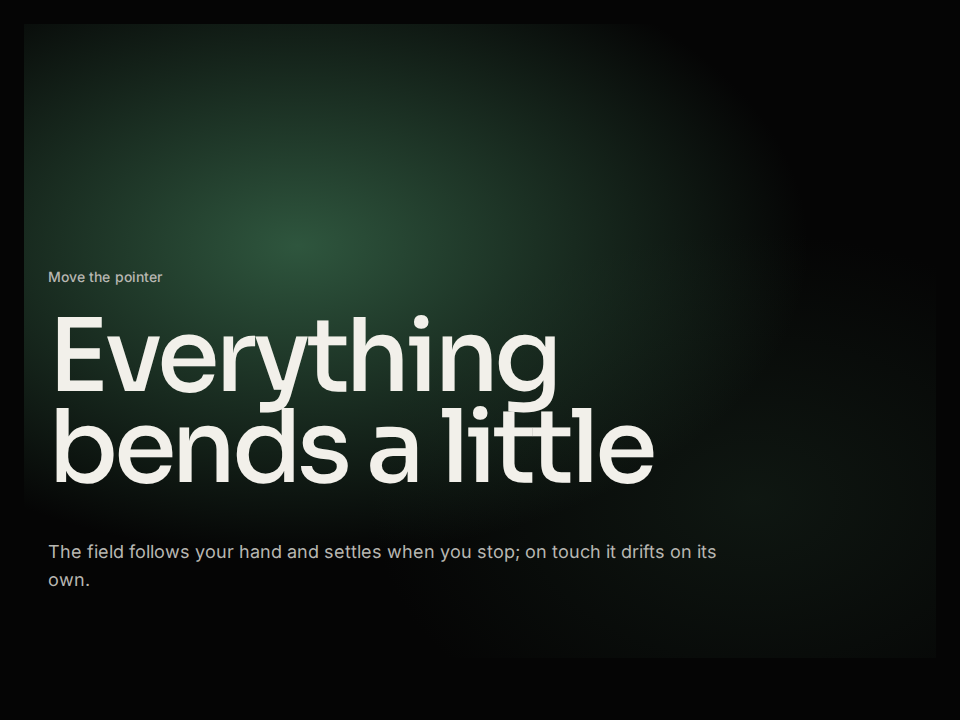 Move the pointer
Everything
bends a little
The field follows your hand and settles when you stop; on touch it drifts on its
own.